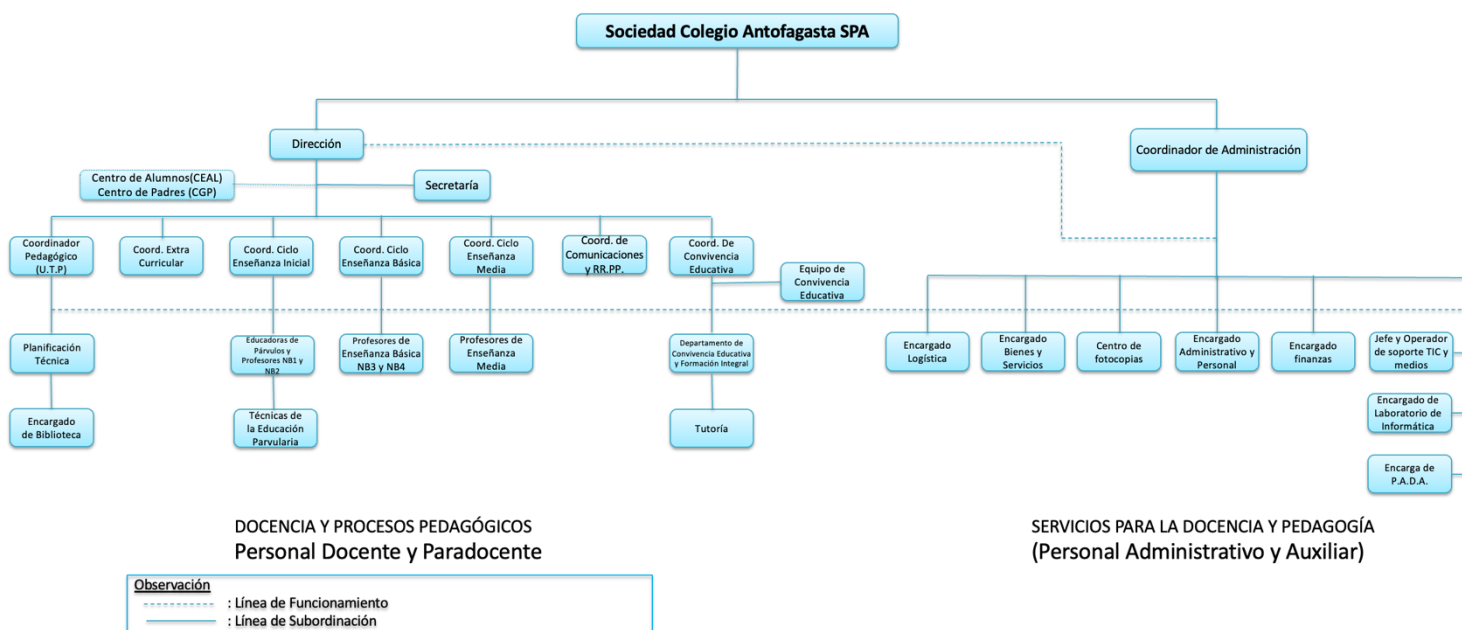 Sociedad Colegio Antofagasta SPA
Dirección
Coordinador de Administración
Centro de Alumnos(CEAL)
Centro de Padres (CGP)
Secretaría
Coordinador
Pedagógico
(U.T.P)
Coord. Extra
Curricular
Coord. Ciclo
Enseñanza Inicial
Coord. Ciclo
Enseñanza Básica
Coord. Ciclo
Enseñanza
Media
Coord. de
Comunicaciones
y RR.PP.
Coord. De
Convivencia
Educativa
Equipo de
Convivencia
Educativa
Planificación
Técnica
Educadoras de
Párvulos y
Profesores NB1 y
NB2
Profesores de
Enseñanza Básica
NB3 y NB4
Profesores de
Enseñanza
Media
Departamento de
Convivencia Educativa
y Formación Integral
Encargado
Logística
Encargado
Bienes y
Servicios
Centro de
fotocopias
Encargado
Administrativo y
Personal
Encargado
finanzas
Jefe y Operador
de soporte TIC y
medios
Encargado
de Biblioteca
Técnicas de
la Educación
Parvularia
Tutoría
Encargado de
Laboratorio de
Informática
Encarga de
P.A.D.A.
DOCENCIA Y PROCESOS PEDAGÓGICOS
Personal Docente y Paradocente
SERVICIOS PARA LA DOCENCIA Y PEDAGOGÍA
(Personal Administrativo y Auxiliar)
Observación
: Línea de Funcionamiento
: Línea de Subordinación